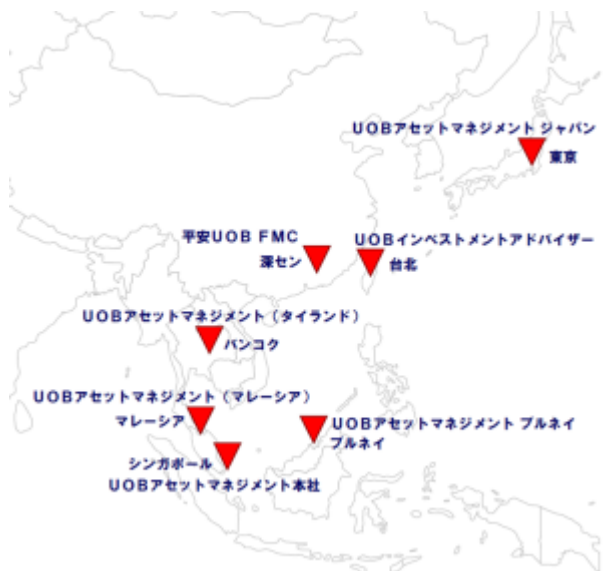 UOBアセットマネジメント ジャパン
東京
平安UOB FMC
深セン
UOBインベストメントアドバイザー
台北
UOBアセットマネジメント（タイランド）
バンコク
UOBアセットマネジメント（マレーシア）
マレーシア
UOBアセットマネジメント ブルネイ
ブルネイ
シンガポール
UOBアセットマネジメント本社